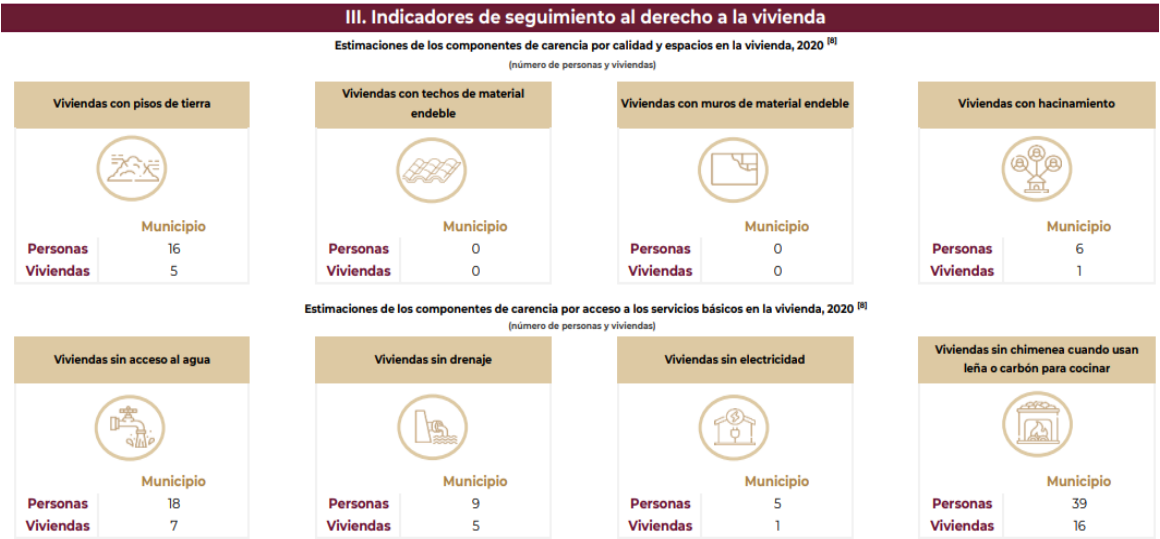 III. Indicadores de seguimiento al derecho a la vivienda
Estimaciones de los componentes de carencia por calidad y espacios en la vivienda, 2020 [8]
(número de personas y viviendas)
Viviendas con pisos de tierra
Municipio
Personas 16
Viviendas 5
Viviendas con techos de material
endeble
Municipio
Personas 0
Viviendas 0
Viviendas con muros de material endeble
Municipio
Personas 0
Viviendas 0
Viviendas con hacinamiento
Municipio
Personas 6
Viviendas 1
Estimaciones de los componentes de carencia por acceso a los servicios básicos en la vivienda, 2020 [8]
(número de personas y viviendas)
Viviendas sin acceso al agua
Municipio
Personas 18
Viviendas 7
Viviendas sin drenaje
Municipio
Personas 9
Viviendas 5
Viviendas sin electricidad
Municipio
Personas 5
Viviendas 1
Viviendas sin chimenea cuando usan
leña o carbón para cocinar
Municipio
Personas 39
Viviendas 16